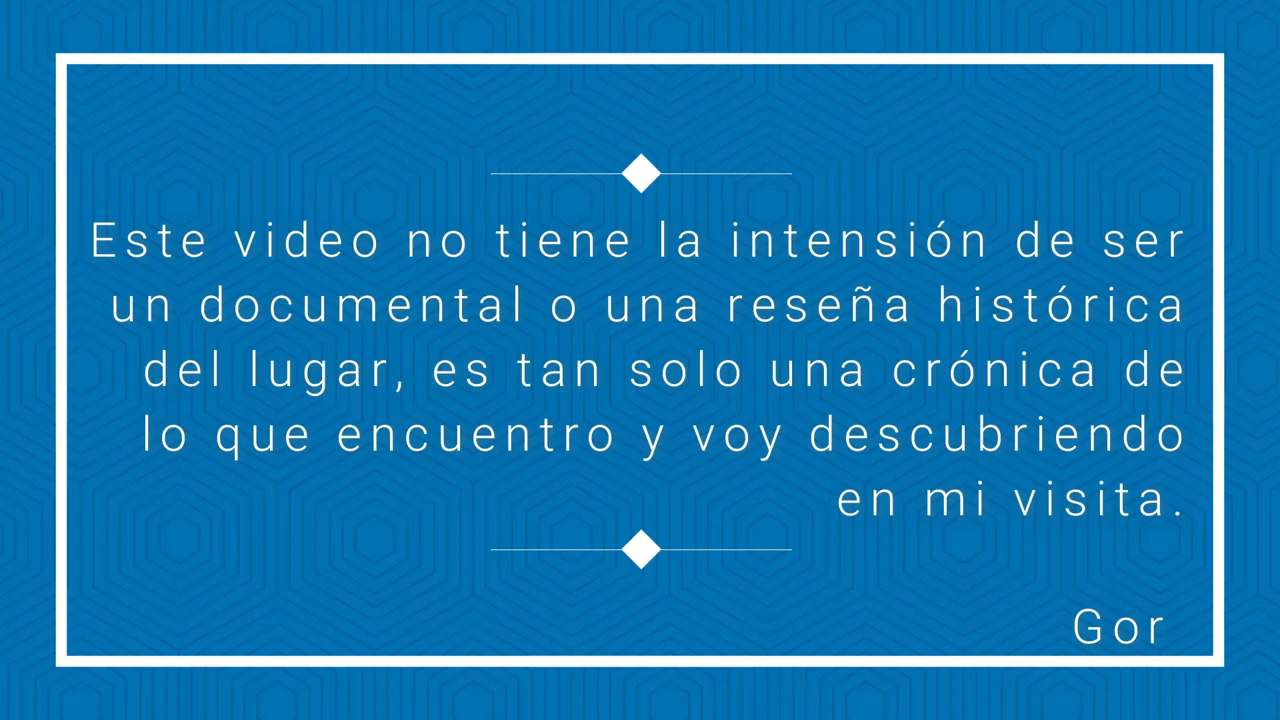 Este video no tiene la intensión de ser
un documental o una reseña histórica
del lugar, es tan solo una crónica de
lo que encuentro y voy descubriendo
en mi visita.
Gor